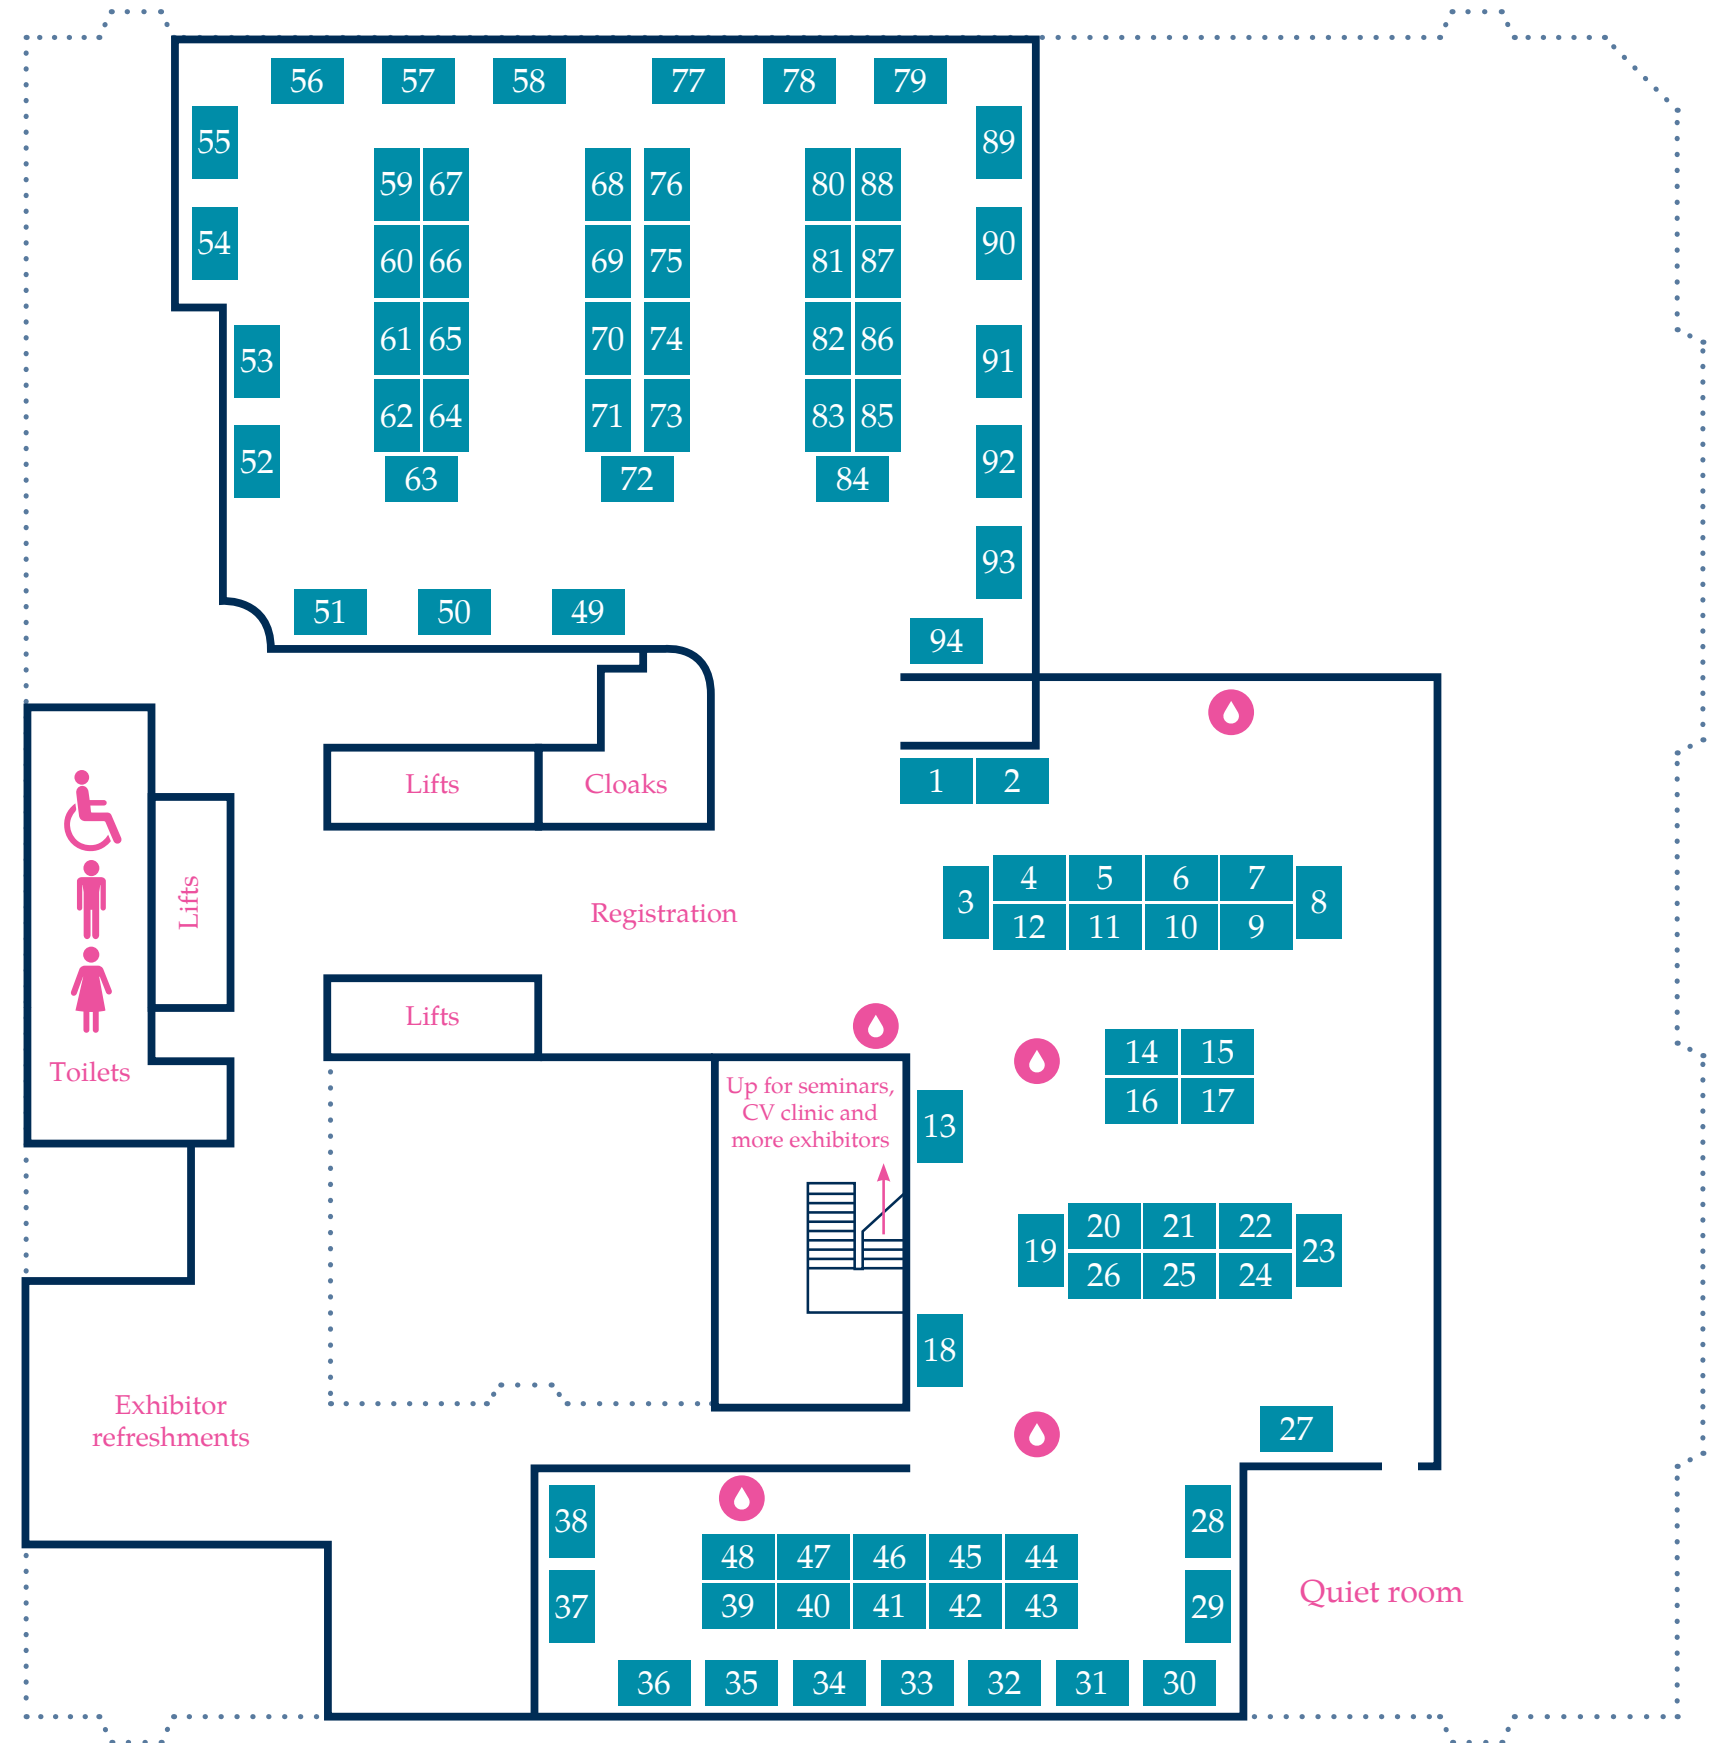 56 57 58 77 78 79
55 89
59 67 68 76 80 88
54 90
60 66 69 75 81 87
61 65 70 74 82 86
53 91
62 64 71 73 83 85
52 92
63 72 84
93
51 50 49
94
Lifts
Cloaks
1 2
4 5 6 7
3 8
12 11 10 9
Lifts
Registration
Lifts
14 15
Toilets
16 17
Up for seminars,
CV clinic and
more exhibitors
13
20 21 22
19 23
26 25 24
18
Exhibitor
refreshments
27
38 28
48 47 46 45 44
39 40 41 42 43
37 29
Quiet room
36 35 34 33 32 31 30